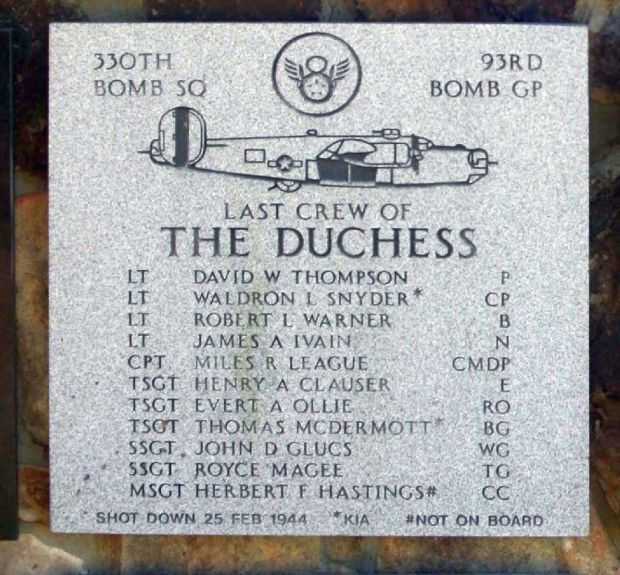 330TH 93RD
BOMB SQ BOMB GP
8
LAST CREW OF
THE DUCHESS
LT DAVID W THOMPSON P
LT WALDRON L SNYDER* CP
LT ROBERT L WARNER B
LT JAMES A IVAIN N
CPT MILES R LEAGUE CMDP
TSGT HENRY A CLAUSER E
TSGT EVERT A OLLIE RO
TSGT THOMAS MCDERMOTT* BG
SSGT JOHN D GLUCS WG
SSGT ROYCE MAGEE TG
MSGT HERBERT F HASTINGS# CC
SHOT DOWN 25 FEB 1944 *KIA #NOT ON BOARD